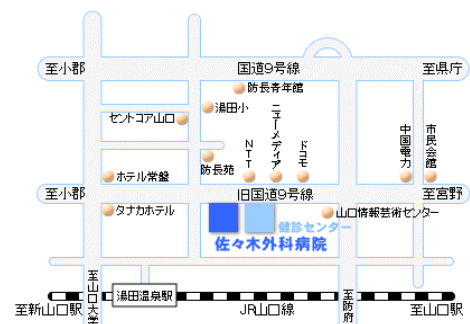 至小郡
国道9号線
至県庁
防長青年館
湯田小
セントコア山口
NTT
ニューメディア
ドコモ
中国電力
市民会館
防長苑
ホテル常盤
至小郡
旧国道9号線
至宮野
タナカホテル
山口情報芸術センター
健診センター
佐々木外科病院
至山口大学
湯田温泉駅
至防府
至新山口駅
JR山口線
至山口駅